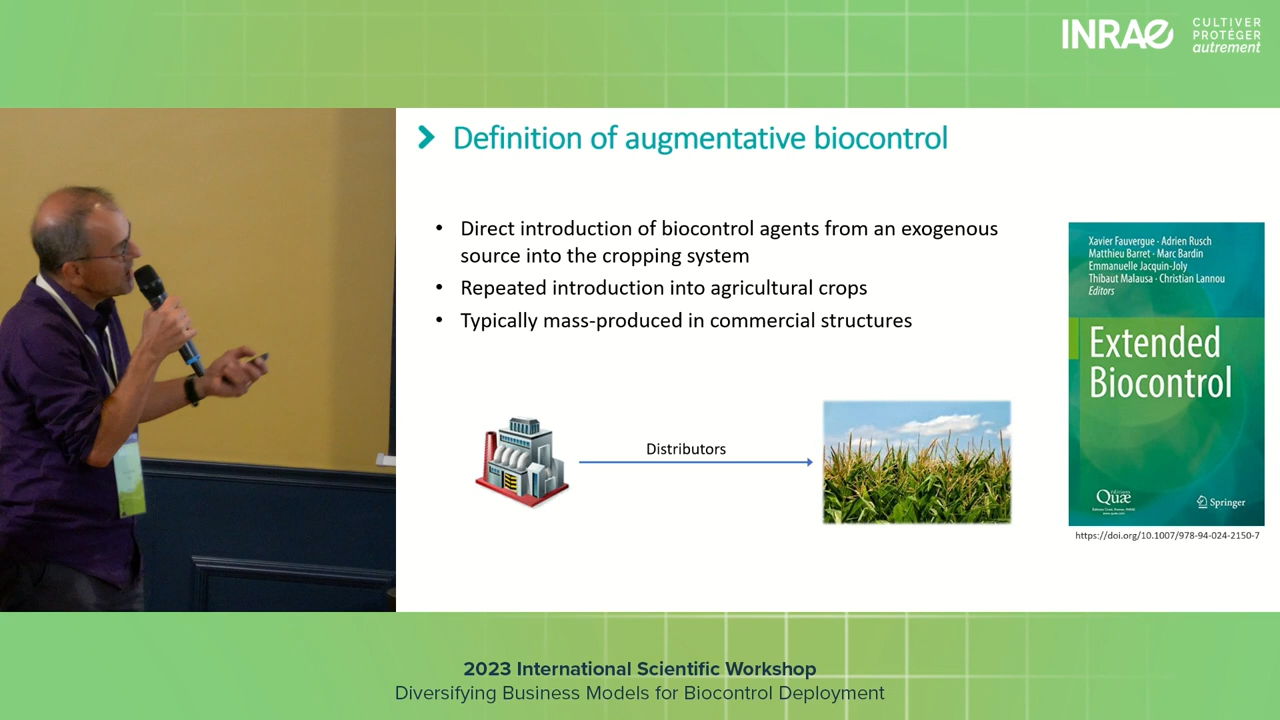 INRAE
CULTIVER
PROTÉGER
autrement
Definition of augmentative biocontrol
• Direct introduction of biocontrol agents from an exogenous
source into the cropping system
• Repeated introduction into agricultural crops
• Typically mass-produced in commercial structures
Distributors
Xavier Fauvergue · Adrien Rusch
Matthieu Barret · Marc Bardin
Emmanuelle Jacquin-Joly
Thibaut Malausa · Christian Lannou
Editors
Extended
Biocontrol
éditions
Quæ
Springer
https://doi.org/10.1007/978-94-024-2150-7
2023 International Scientific Workshop
Diversifying Business Models for Biocontrol Deployment